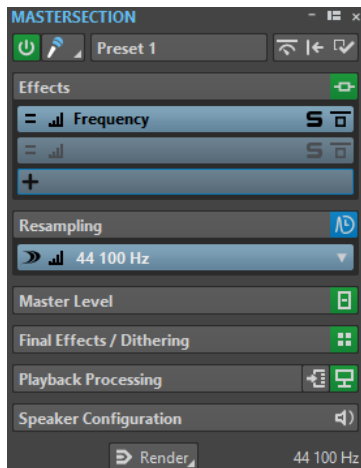 MASTERSECTION
Preset 1
Effects
Frequency S
S
Resampling
44 100 Hz
Master Level
Final Effects / Dithering
Playback Processing
Speaker Configuration
Render
44 100 Hz